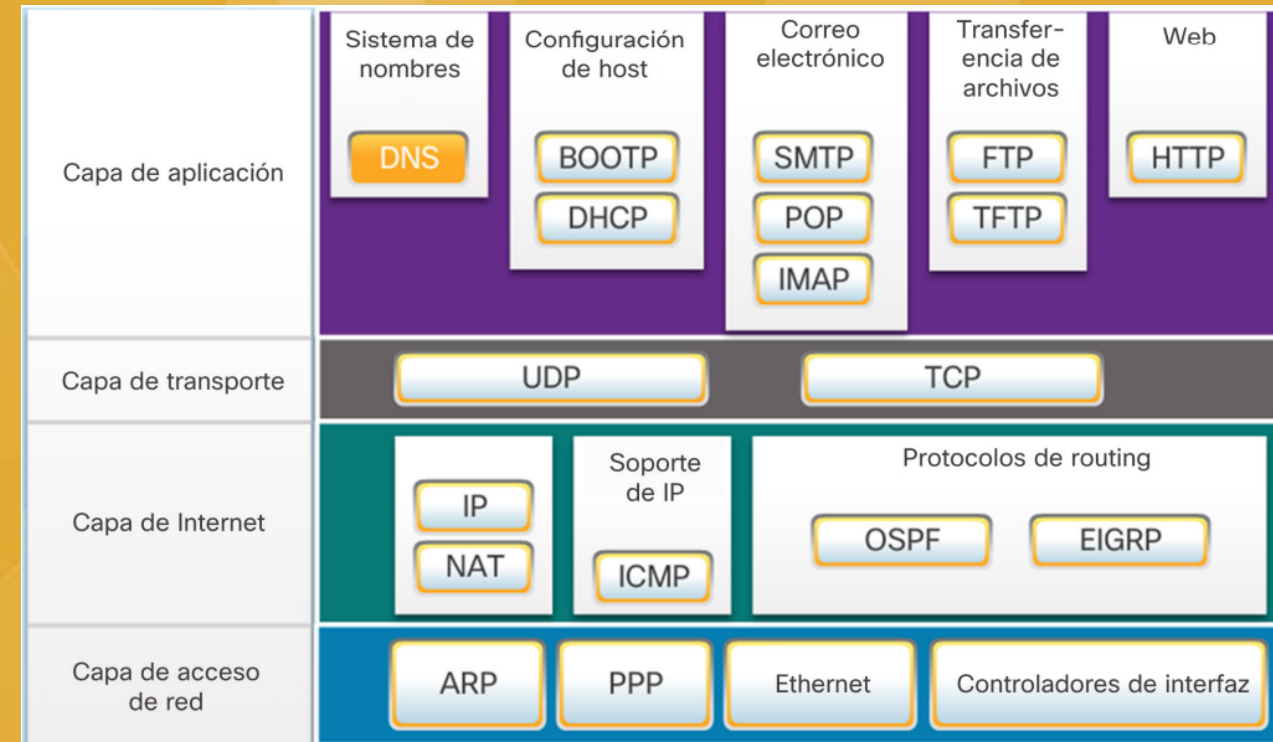 Capa de aplicación
Sistema de
nombres
DNS
Configuración
de host
BOOTP
DHCP
Correo
electrónico
SMTP
POP
IMAP
Transfer-
encia de
archivos
FTP
TFTP
Web
HTTP
Capa de transporte
UDP
TCP
Capa de Internet
IP
NAT
Soporte
de IP
ICMP
Protocolos de routing
OSPF
EIGRP
Capa de acceso
de red
ARP
PPP
Ethernet
Controladores de interfaz